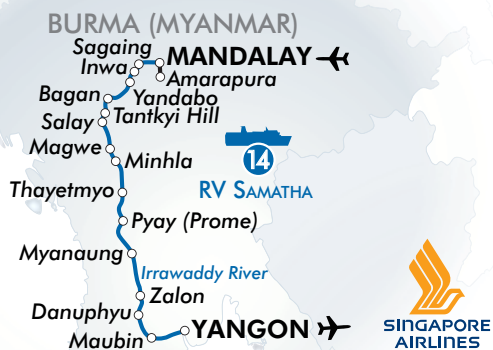 BURMA (MYANMAR)
Sagaing
MANDALAY
Inwa
Amarapura
Bagan
Yandabo
Tantkyi Hill
Salay
Magwe
Minhla
14
RV SAMATHA
Thayetmyo
Pyay (Prome)
Myanaung
Irrawaddy River
Zalon
Danuphyu
YANGON
Maubin
SINGAPORE
AIRLINES